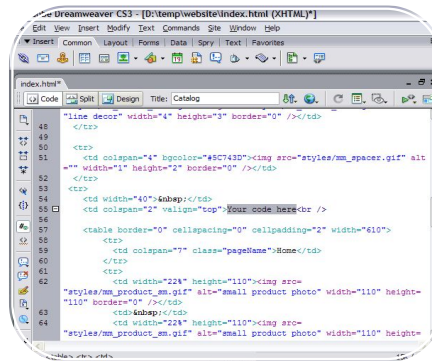 Dreamweaver CS3 - [D:\temp\website\index.html (XHTML)*]
Edit View Insert Modify Text Commands Site Window Help
▼ Insert Common Layout Forms Data Spry Text Favorites
index.html*
Code Split Design Title: Catalog
"line decor" width="4" height="3" border="0" /></td>
48 </tr>
49
50 <tr>
51 <td colspan="4" bgcolor="#5C743D"><img src="styles/mm_spacer.gif" alt
="" width="1" height="2" border="0" /></td>
52 </tr>
53 <tr>
54 <td width="40">&nbsp;</td>
55 <td colspan="2" valign="top">Your code here<br />
56
57 <table border="0" cellspacing="0" cellpadding="2" width="610">
58 <tr>
59 <td colspan="7" class="pageName">Home</td>
60 </tr>
61 <tr>
62 <td width="22%" height="110"><img src=
"styles/mm_product_sm.gif" alt="small product photo" width="110" height=
"110" border="0" /></td>
63 <td>&nbsp;</td>
64 <td width="22%" height="110"><img src=
"styles/mm_product_sm.gif" alt="small product photo" width="110" height=
<tr> <td>